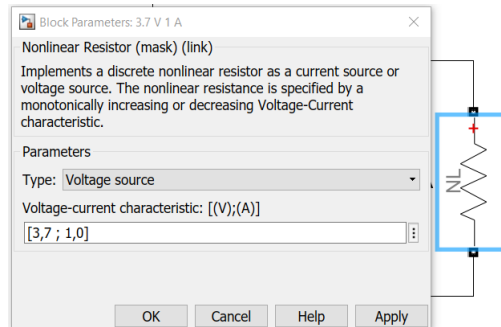 Block Parameters: 3.7 V 1 A
Nonlinear Resistor (mask) (link)
Implements a discrete nonlinear resistor as a current source or
voltage source. The nonlinear resistance is specified by a
monotonically increasing or decreasing Voltage-Current
characteristic.
Parameters
Type: Voltage source
Voltage-current characteristic: [(V);(A)]
[3,7 ; 1,0]
OK Cancel Help Apply
+
NL